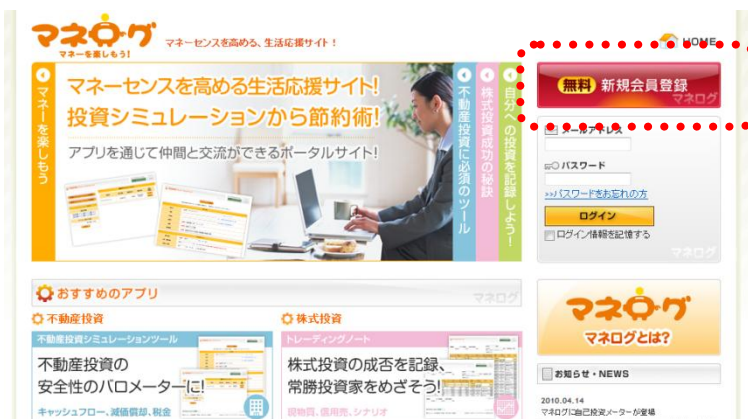 マネログ
マネーを楽しもう!
マネーセンスを高める、生活応援サイト!
HOME
マネーを楽しもう
マネーセンスを高める生活応援サイト!
投資シミュレーションから節約術!
アプリを通じて仲間と交流ができるポータルサイト!
不動産投資に必須のツール
株式投資成功の秘訣
自分への投資を記録しよう!
無料 新規会員登録
マネログ
メールアドレス
パスワード
>>パスワードをお忘れの方
ログイン
ログイン情報を記憶する
マネログ
おすすめのアプリ
マネログ
不動産投資
不動産投資シミュレーションツール
不動産投資の
安全性のバロメーターに!
キャッシュフロー、減価償却、税金
株式投資
トレーディングノート
株式投資の成否を記録、
常勝投資家をめざそう!
現物買、信用売、シナリオ
マネログ
マネログとは?
お知らせ・NEWS
2010.04.14
マネログに自己投資メーターが登場